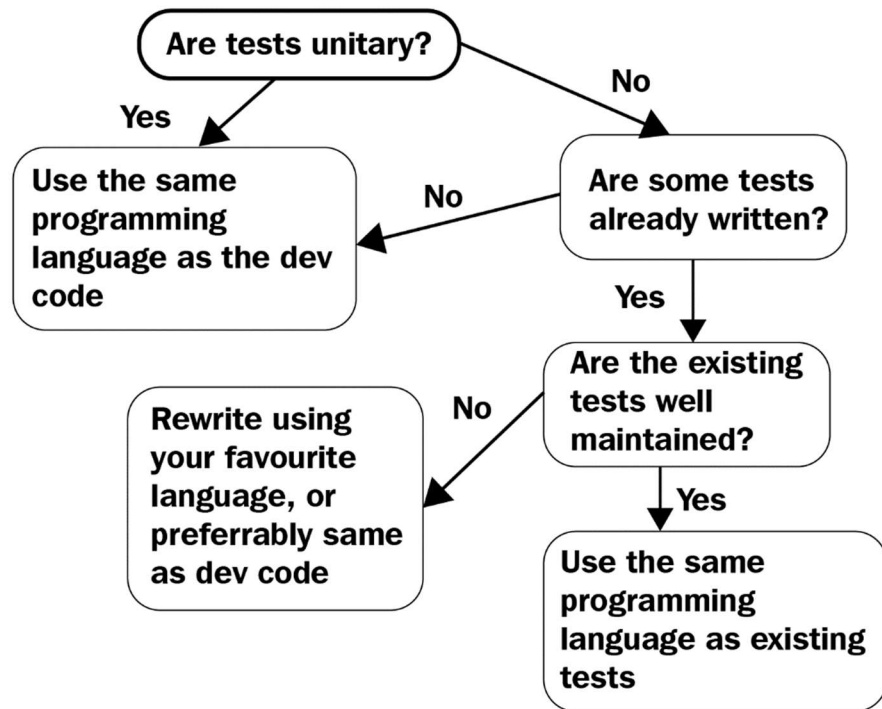 Are tests unitary?
Yes
No
Use the same
programming
language as the dev
code
No
Are some tests
already written?
Yes
Are the existing
tests well
maintained?
No
Rewrite using
your favourite
language, or
preferrably same
as dev code
Yes
Use the same
programming
language as existing
tests